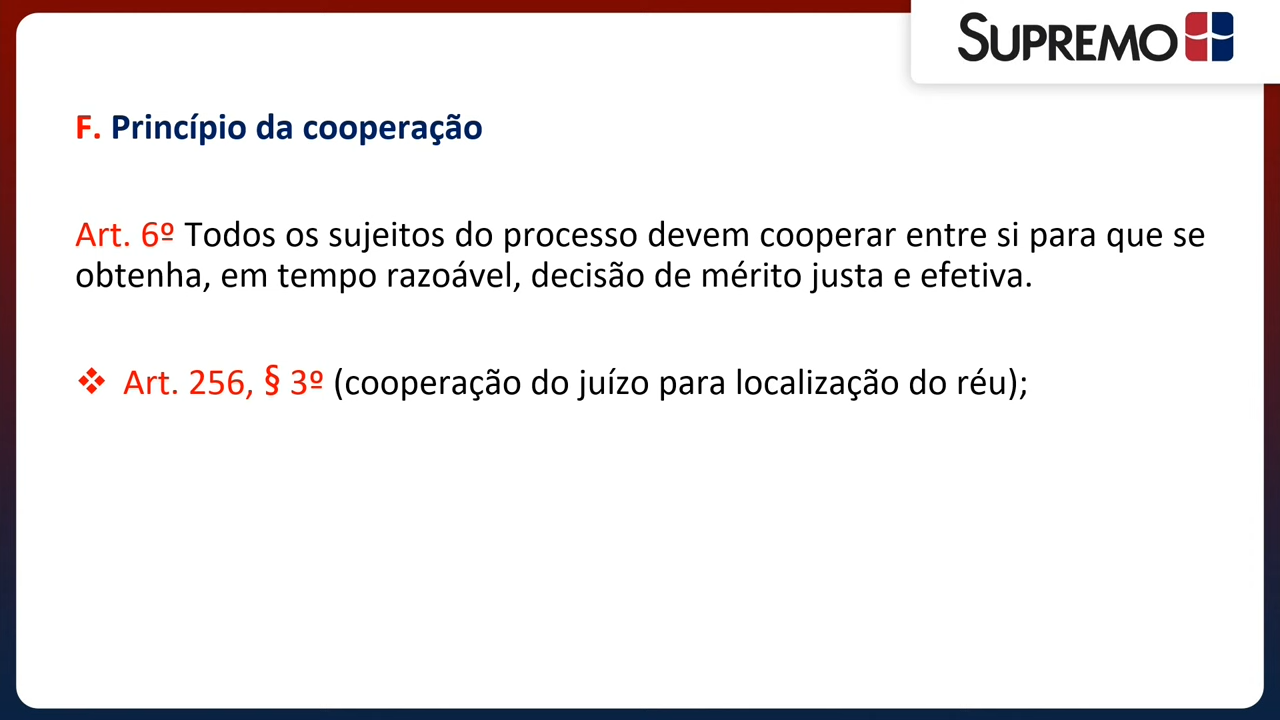 SUPREMO
F. Princípio da cooperação
Art. 6º Todos os sujeitos do processo devem cooperar entre si para que se
obtenha, em tempo razoável, decisão de mérito justa e efetiva.
❖ Art. 256, § 3º (cooperação do juízo para localização do réu);